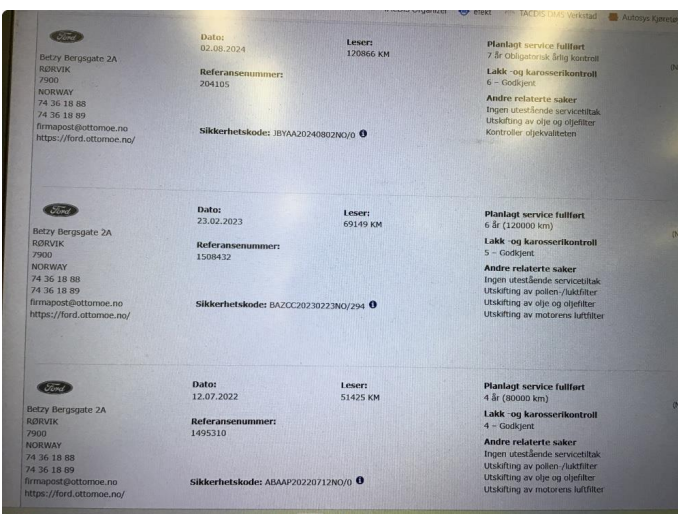 efekt
TACDIS DMS Verkstad
Autosys Kjøretø
Ford
Betzy Bergsgate 2A
RØRVIK
7900
NORWAY
74 36 18 88
74 36 18 89
firmapost@ottomoe.no
https://ford.ottomoe.no/
Dato:
02.08.2024
Referansenummer:
204105
Sikkerhetskode: JBYAA20240802NO/0
Leser:
120866 KM
Planlagt service fullført
7 år Obligatorisk årlig kontroll
Lakk -og karosserikontroll
6 – Godkjent
Andre relaterte saker
Ingen utestående servicetiltak
Utskifting av olje og oljefilter
Kontroller oljekvaliteten
Ford
Betzy Bergsgate 2A
RØRVIK
7900
NORWAY
74 36 18 88
74 36 18 89
firmapost@ottomoe.no
https://ford.ottomoe.no/
Dato:
23.02.2023
Referansenummer:
1508432
Sikkerhetskode: BAZCC20230223NO/294
Leser:
69149 KM
Planlagt service fullført
6 år (120000 km)
Lakk -og karosserikontroll
5 – Godkjent
Andre relaterte saker
Ingen utestående servicetiltak
Utskifting av pollen-/luktfilter
Utskifting av olje og oljefilter
Utskifting av motorens luftfilter
Ford
Betzy Bergsgate 2A
RØRVIK
7900
NORWAY
74 36 18 88
74 36 18 89
firmapost@ottomoe.no
https://ford.ottomoe.no/
Dato:
12.07.2022
Referansenummer:
1495310
Sikkerhetskode: ABAAP20220712NO/0
Leser:
51425 KM
Planlagt service fullført
4 år (80000 km)
Lakk -og karosserikontroll
4 – Godkjent
Andre relaterte saker
Ingen utestående servicetiltak
Utskifting av pollen-/luktfilter
Utskifting av olje og oljefilter
Utskifting av motorens luftfilter